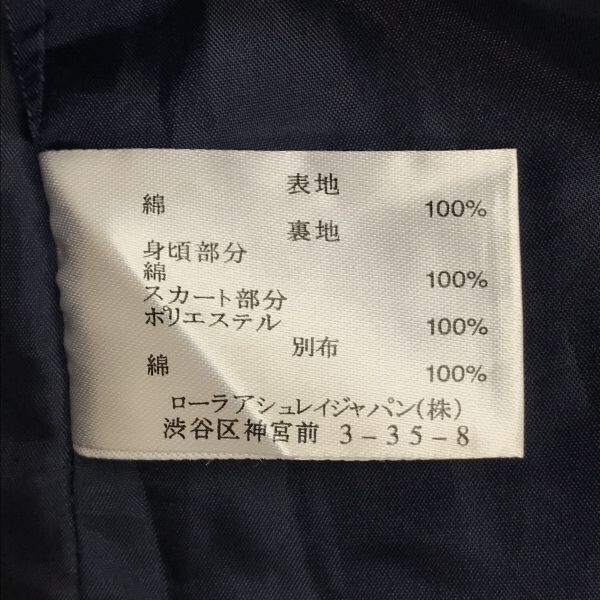 表地
綿 100%
裏地
身頃部分
綿 100%
スカート部分
ポリエステル 100%
別布
綿 100%
ローラアシュレイジャパン(株)
渋谷区神宮前 3-35-8